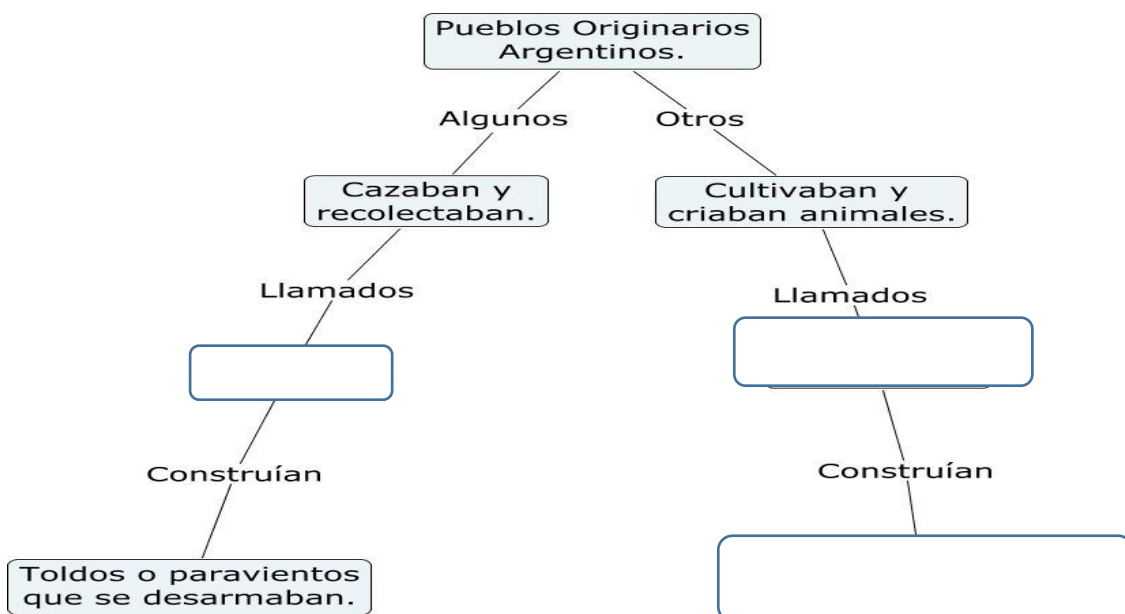 Pueblos Originarios
Argentinos.
Algunos
Otros
Cazaban y
recolectaban.
Cultivaban y
criaban animales.
Llamados
Llamados
Construían
Construían
Toldos o paravientos
que se desarmaban.